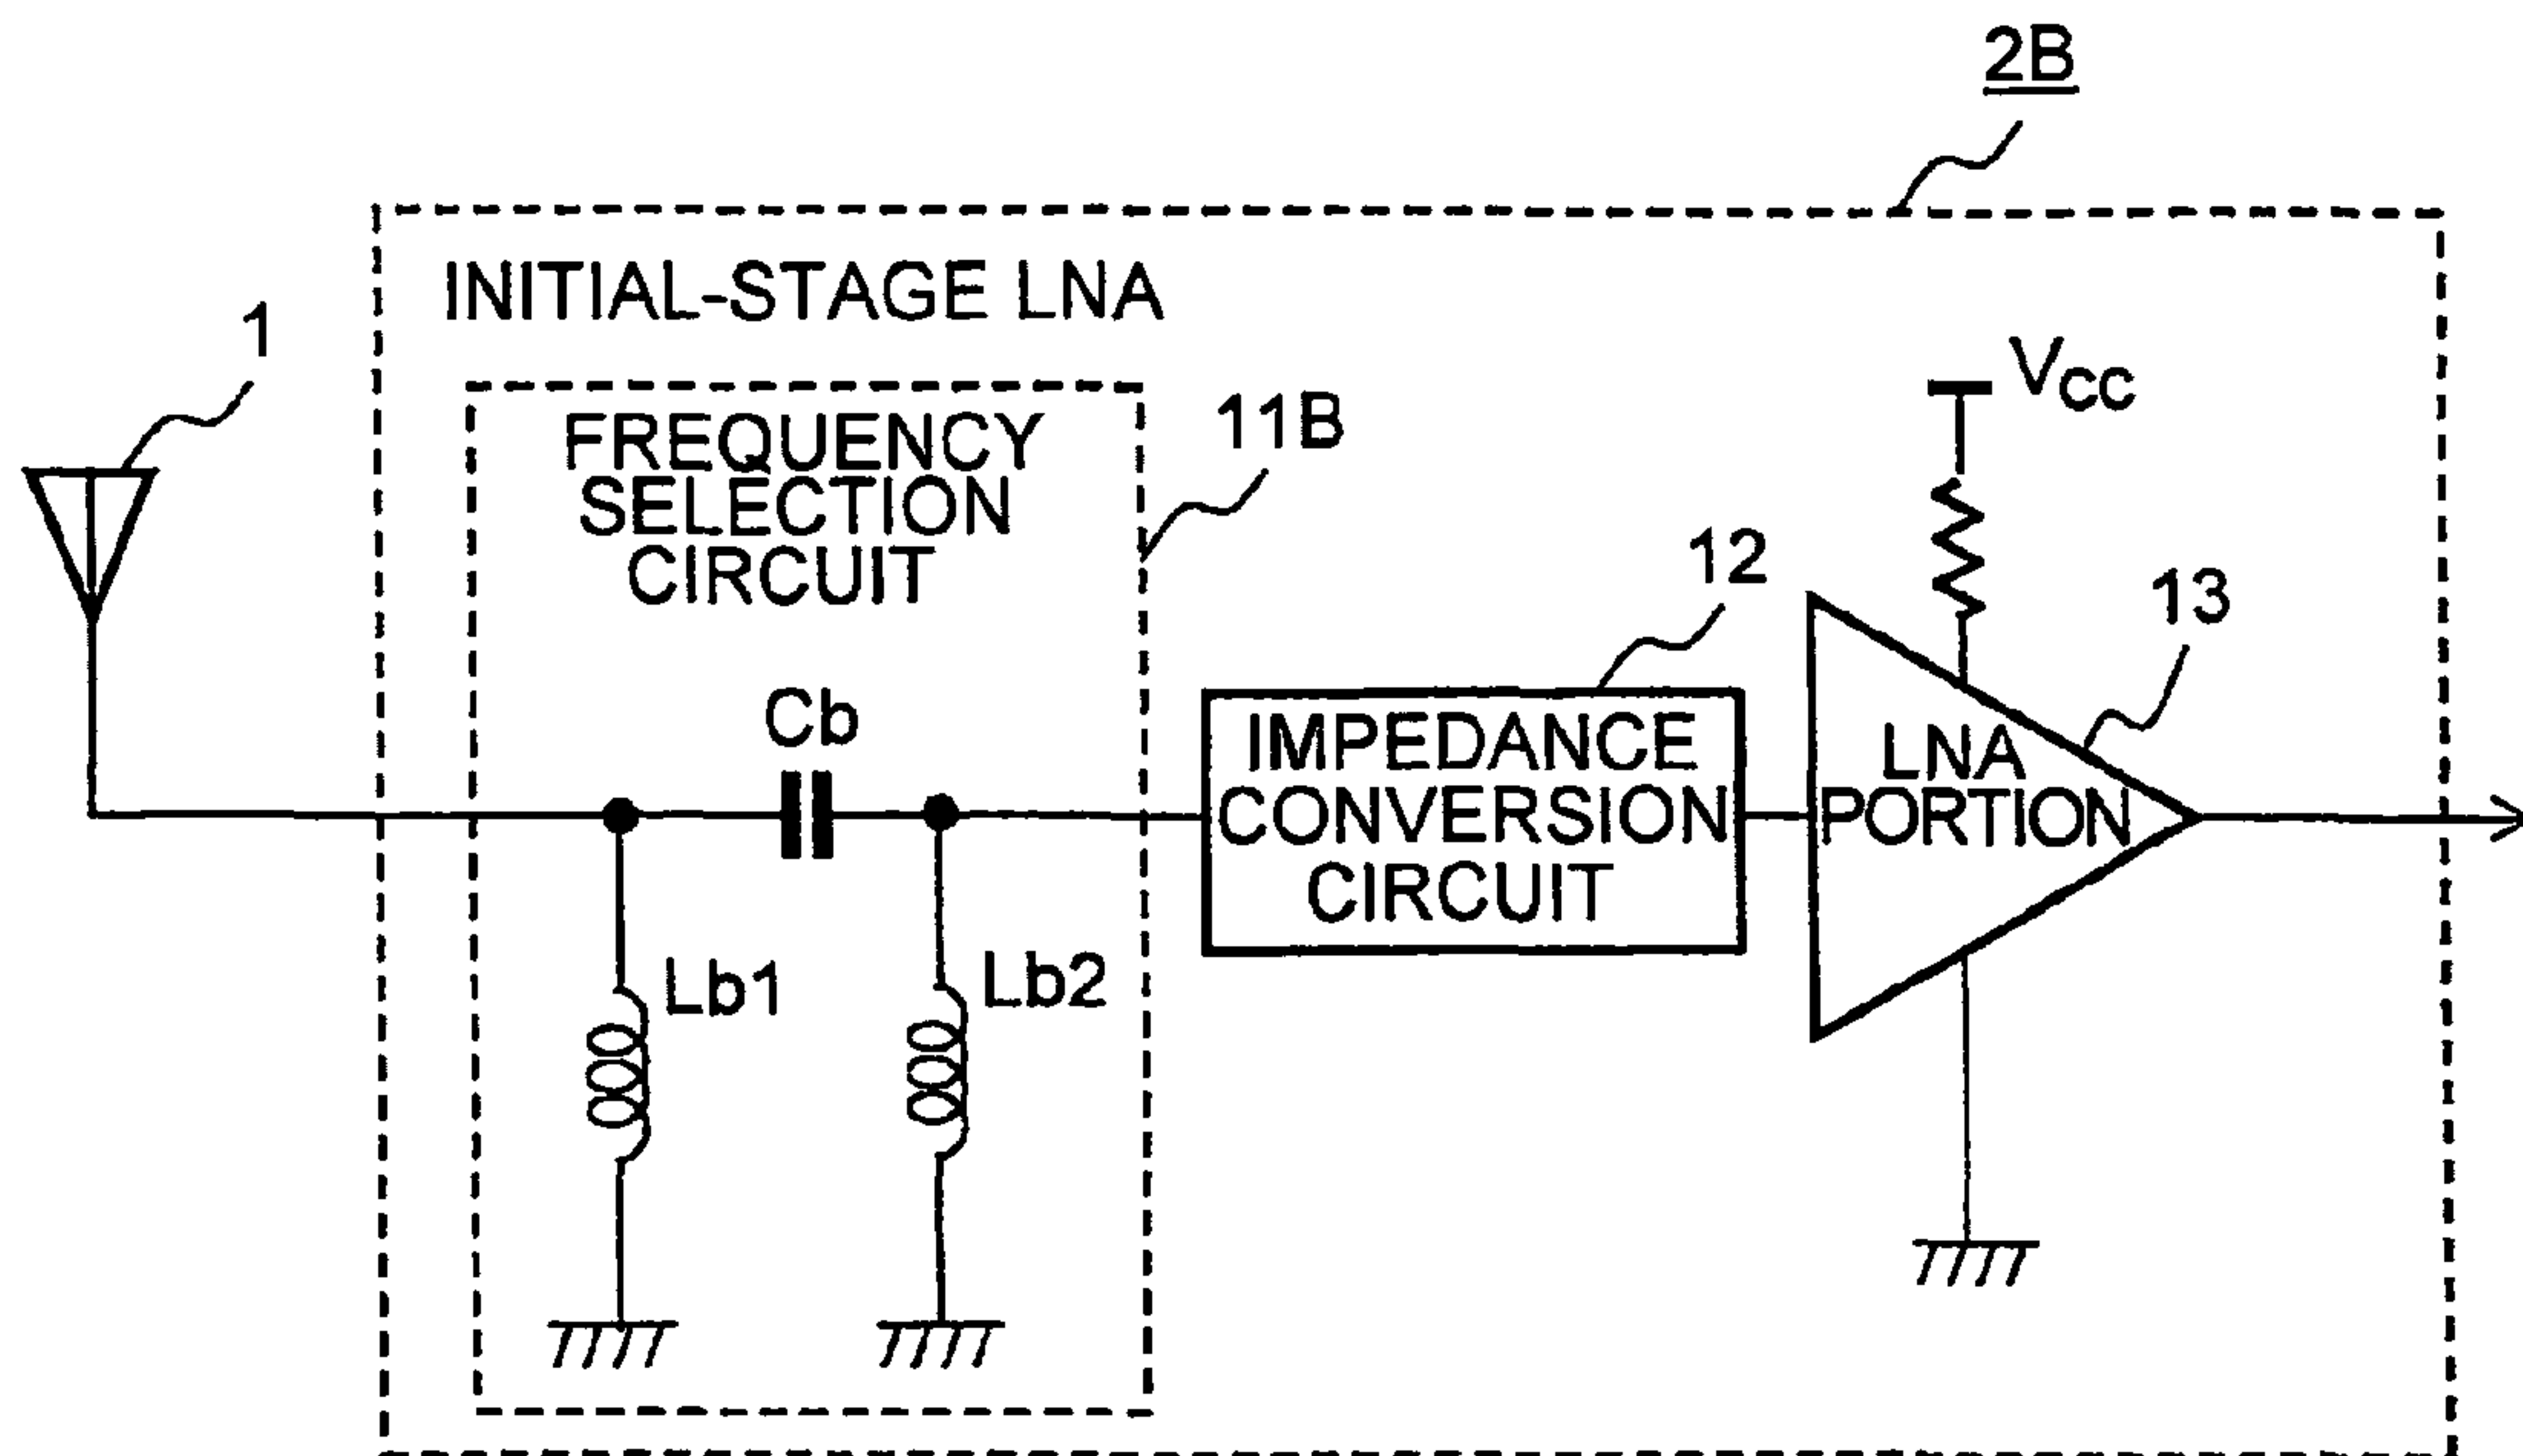 2B
INITIAL-STAGE LNA
1
VCC
FREQUENCY
SELECTION
CIRCUIT
11B
12
13
Cb
IMPEDANCE
CONVERSION
CIRCUIT
LNA
PORTION
Lb1
Lb2